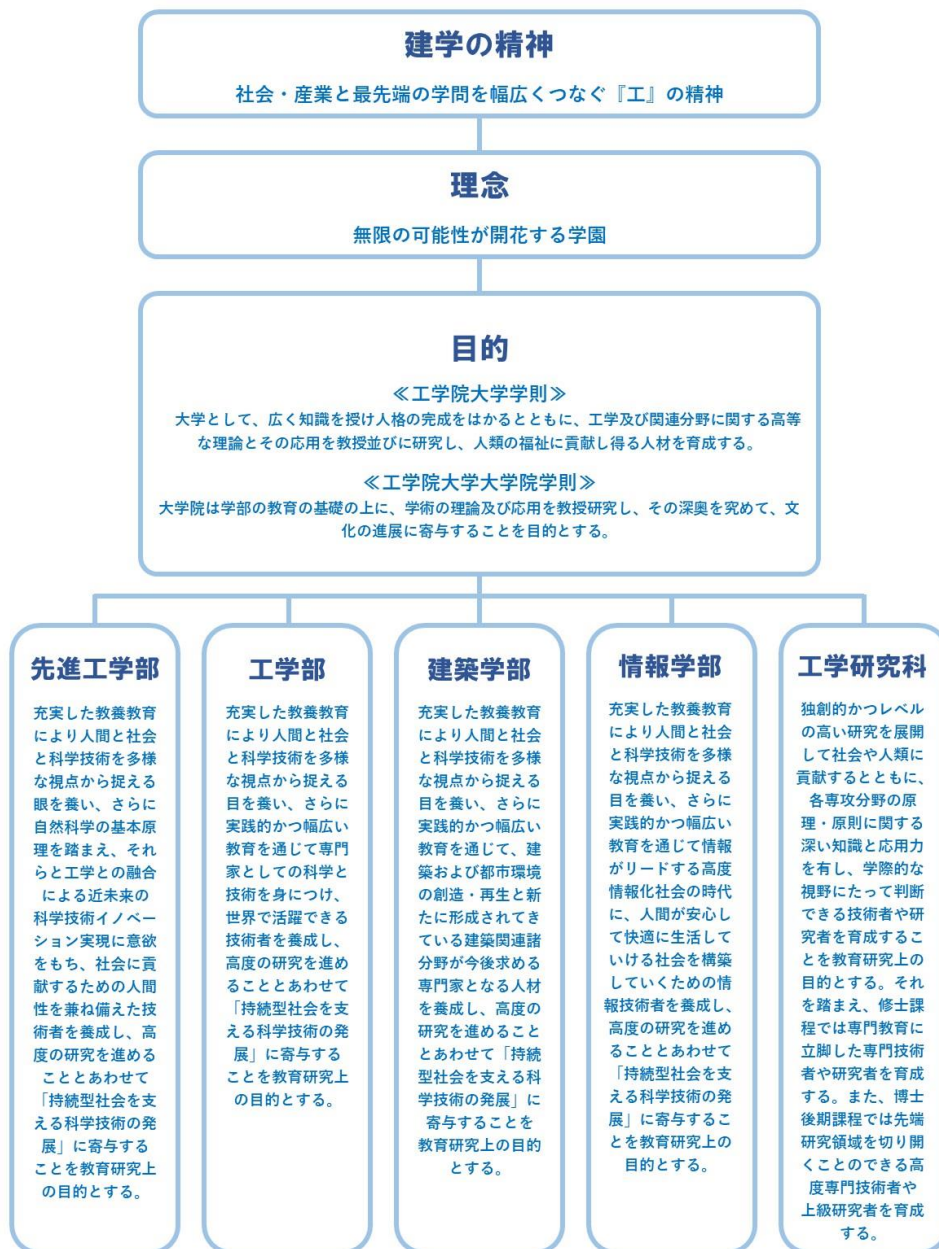 建学の精神
社会・産業と最先端の学問を幅広くつなぐ『工』の精神
理念
無限の可能性が開花する学園
目的
≪工学院大学学則≫
大学として、広く知識を授け人格の完成をはかるとともに、工学及び関連分野に関する高等
な理論とその応用を教授並びに研究し、人類の福祉に貢献し得る人材を育成する。
≪工学院大学大学院学則≫
大学院は学部の教育の基礎の上に、学術の理論及び応用を教授研究し、その深奥を究めて、文
化の進展に寄与することを目的とする。
先進工学部
充実した教養教育
により人間と社会
と科学技術を多様
な視点から捉える
眼を養い、さらに
自然科学の基本原
理を踏まえ、それ
らと工学との融合
による近未来の
科学技術イノベー
ション実現に意欲
をもち、社会に貢
献するための人間
性を兼ね備えた技
術者を養成し、高
度の研究を進める
こととあわせて
「持続型社会を支
える科学技術の発
展」に寄与する
ことを教育研究上
の目的とする。
工学部
充実した教養教育
により人間と社会
と科学技術を多様
な視点から捉える
目を養い、さらに
実践的かつ幅広い
教育を通じて専門
家としての科学と
技術を身につけ、
世界で活躍できる
技術者を養成し、
高度の研究を進め
ることとあわせて
「持続型社会を支
える科学技術の発
展」に寄与する
ことを教育研究上
の目的とする。
建築学部
充実した教養教育
により人間と社会
と科学技術を多様
な視点から捉える
目を養い、さらに
実践的かつ幅広い
教育を通じて、建
築および都市環境
の創造・再生と新
たに形成されてき
ている建築関連諸
分野が今後求める
専門家となる人材
を養成し、高度の
研究を進めること
とあわせて「持続
型社会を支える科
学技術の発展」に
寄与することを
教育研究上の目的
とする。
情報学部
充実した教養教育
により人間と社会
と科学技術を多様
な視点から捉える
目を養い、さらに
実践的かつ幅広い
教育を通じて情報
がリードする高度
情報化社会の時代
に、人間が安心し
て快適に生活して
いける社会を構築
していくための情
報技術者を養成し、
高度の研究を進め
ることとあわせて
「持続型社会を支
える科学技術の発
展」に寄与するこ
とを教育研究上の
目的とする。
工学研究科
独創的かつレベル
の高い研究を展開
して社会や人類に
貢献するとともに、
各専攻分野の原
理・原則に関する
深い知識と応用力
を有し、学際的な
視野にたって判断
できる技術者や研
究者を育成するこ
とを教育研究上の
目的とする。それ
を踏まえ、修士課
程では専門教育に
立脚した専門技術
者や研究者を育成
する。また、博士
後期課程では先端
研究領域を切り開
くことのできる高
度専門技術者や
上級研究者を育成
する。